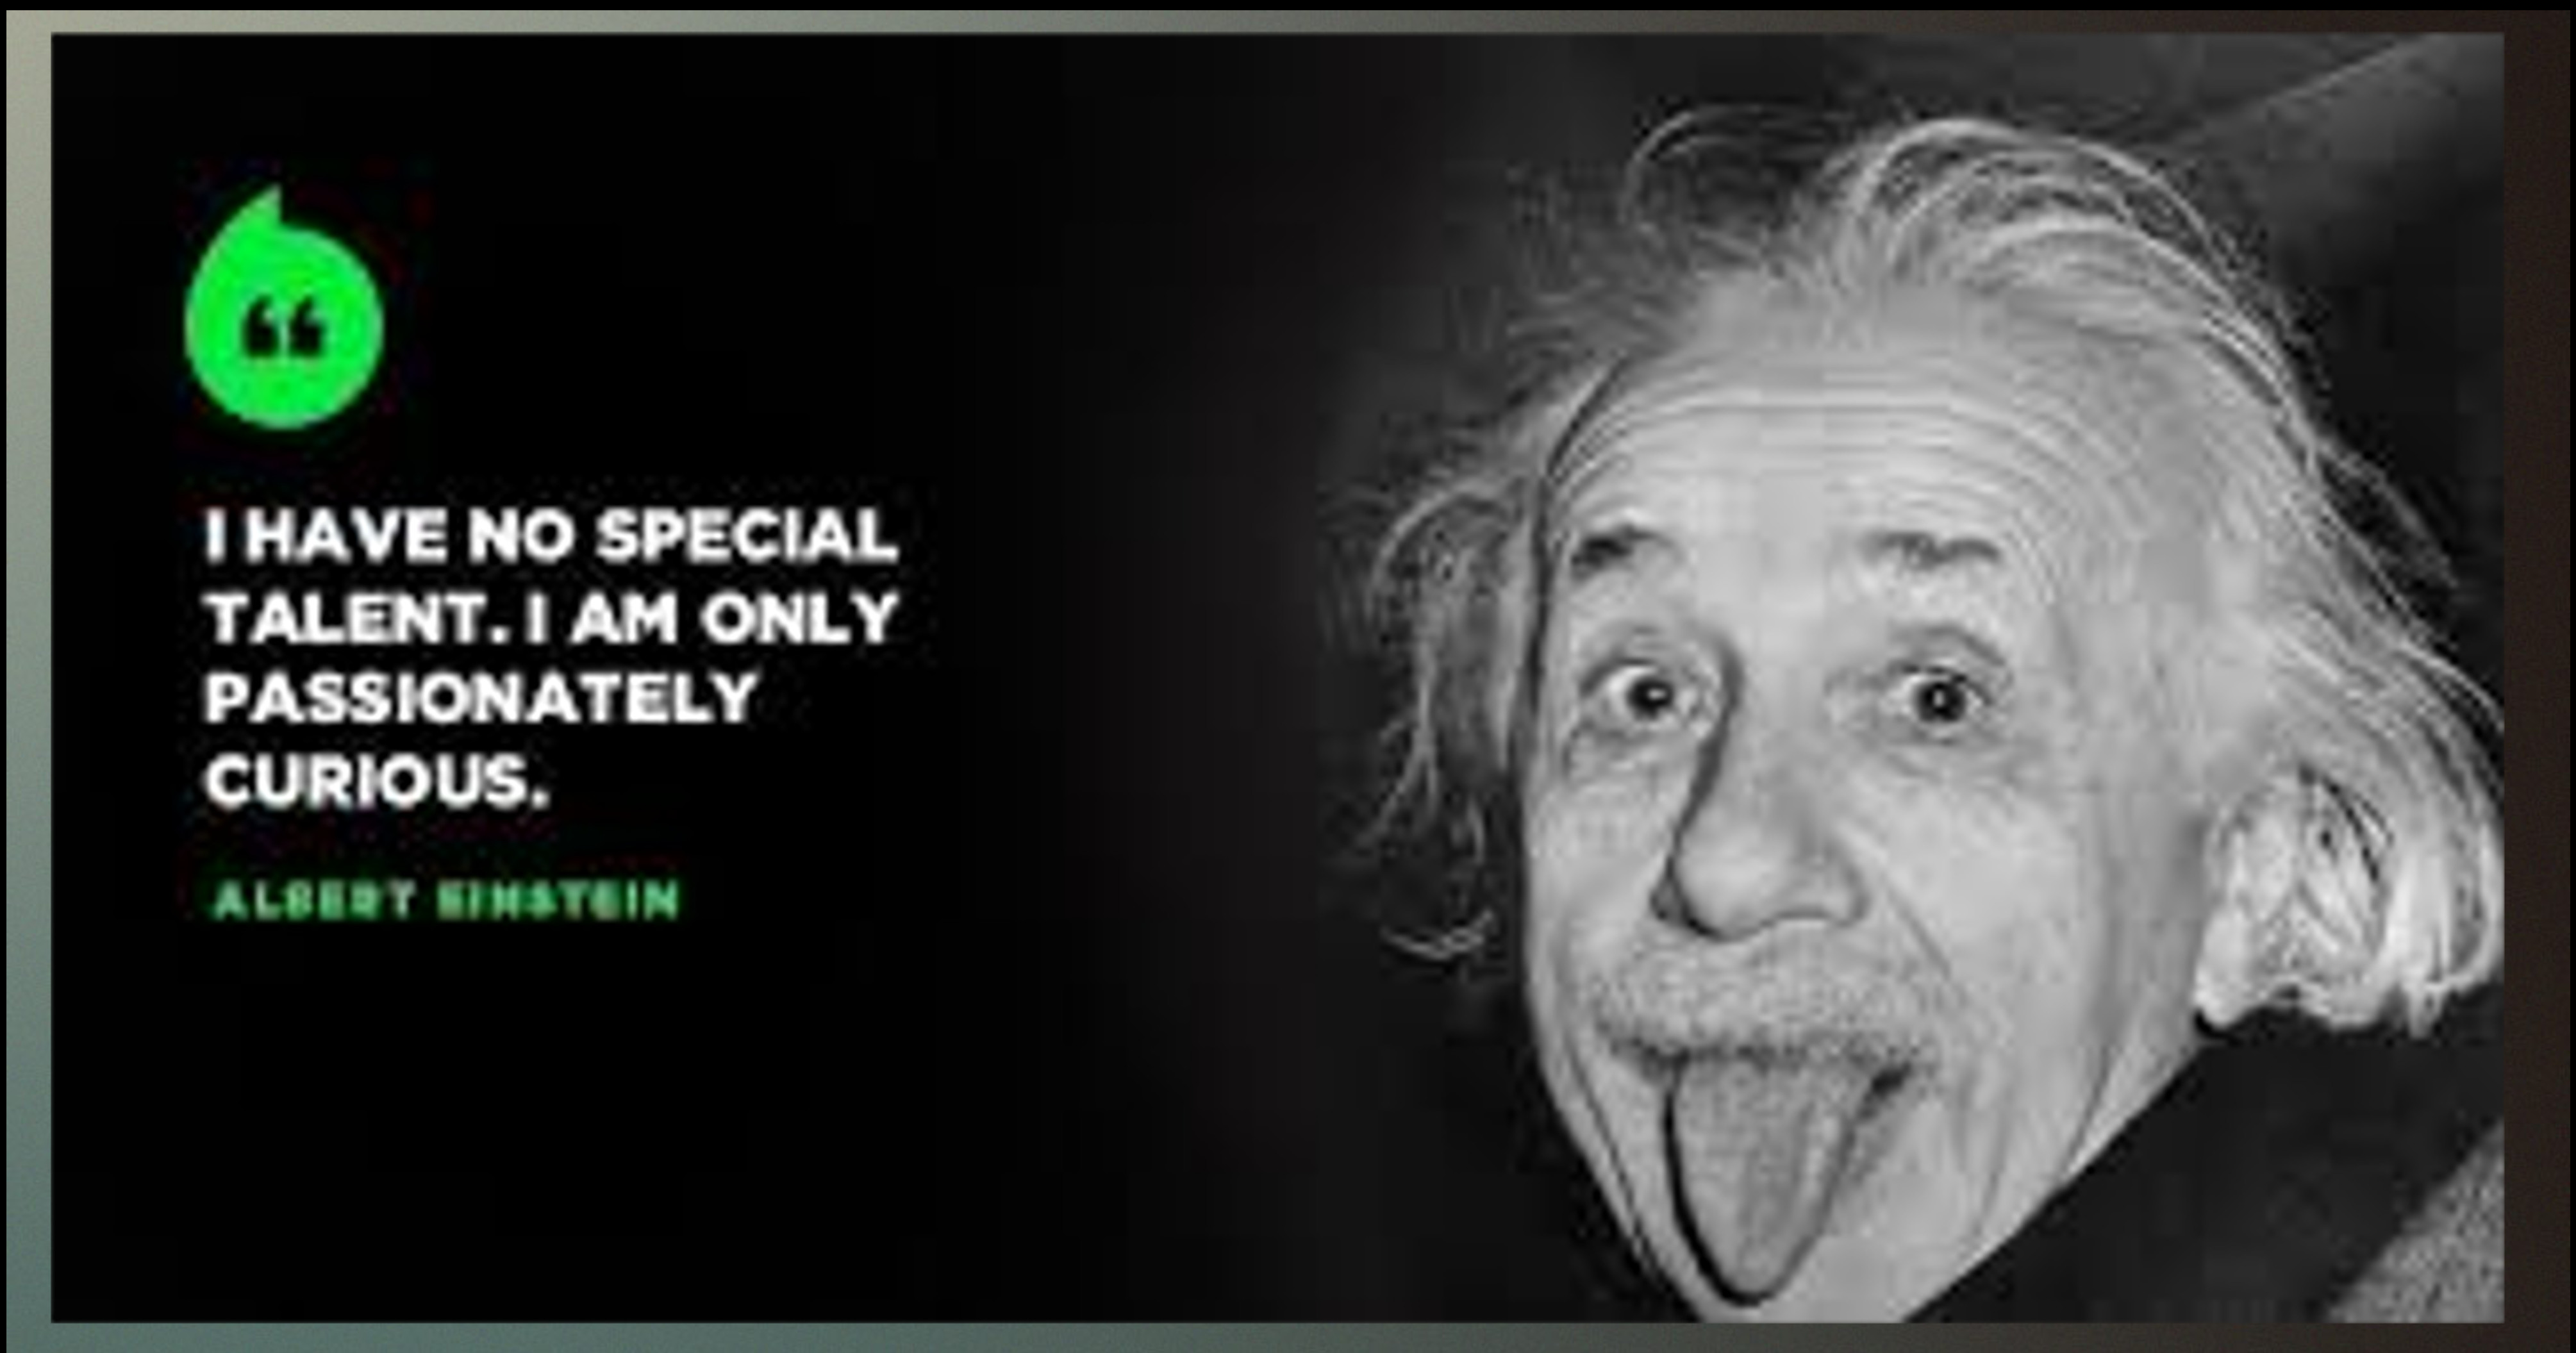 “
I HAVE NO SPECIAL
TALENT. I AM ONLY
PASSIONATELY
CURIOUS.
ALBERT EINSTEIN